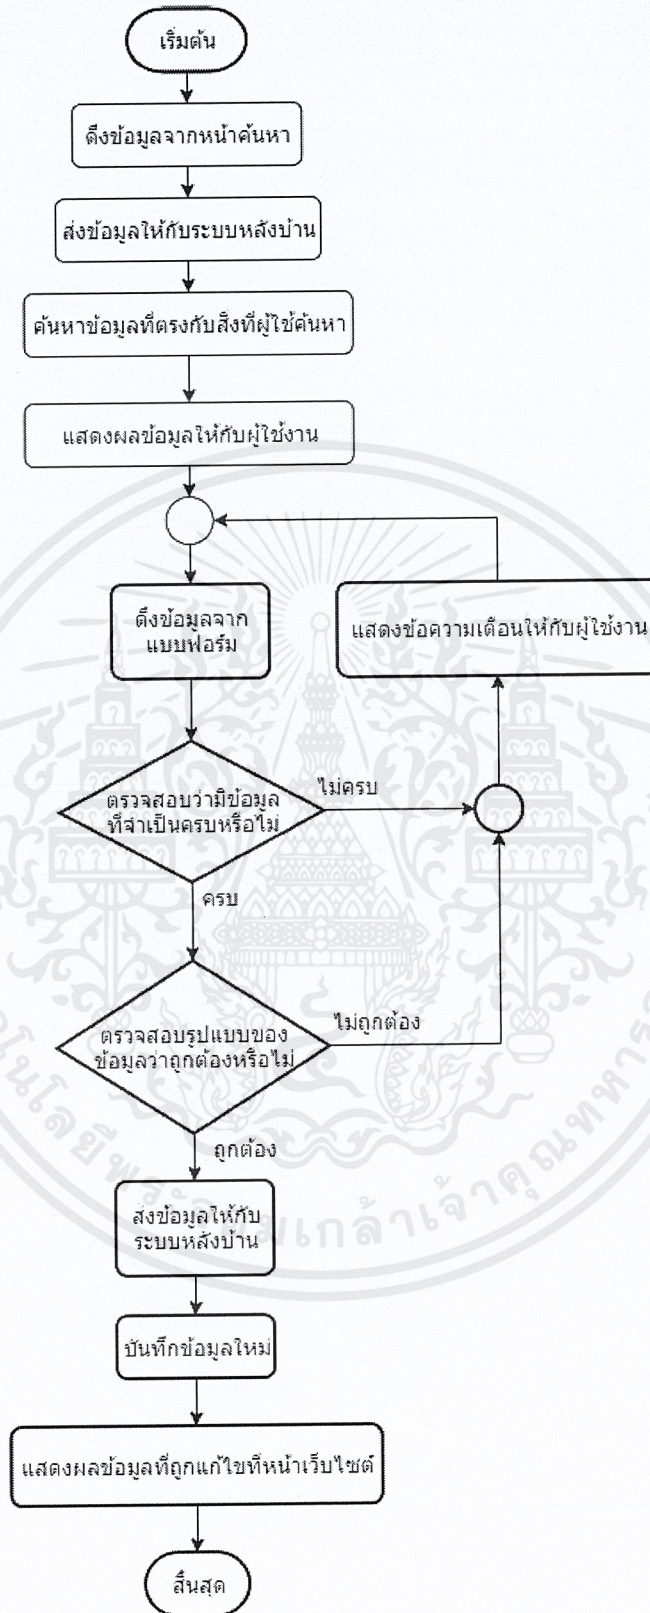 เริ่มต้น
ดึงข้อมูลจากหน้าค้นหา
ส่งข้อมูลให้กับระบบหลังบ้าน
ค้นหาข้อมูลที่ตรงกับสิ่งที่ผู้ใช้ค้นหา
แสดงผลข้อมูลให้กับผู้ใช้งาน
ดึงข้อมูลจาก
แบบฟอร์ม
แสดงข้อความเตือนให้กับผู้ใช้งาน
ตรวจสอบว่ามีข้อมูล
ที่จำเป็นครบหรือไม่
ไม่ครบ
ครบ
ตรวจสอบรูปแบบของ
ข้อมูลว่าถูกต้องหรือไม่
ไม่ถูกต้อง
ถูกต้อง
ส่งข้อมูลให้กับ
ระบบหลังบ้าน
บันทึกข้อมูลใหม่
แสดงผลข้อมูลที่ถูกแก้ไขที่หน้าเว็บไซต์
สิ้นสุด